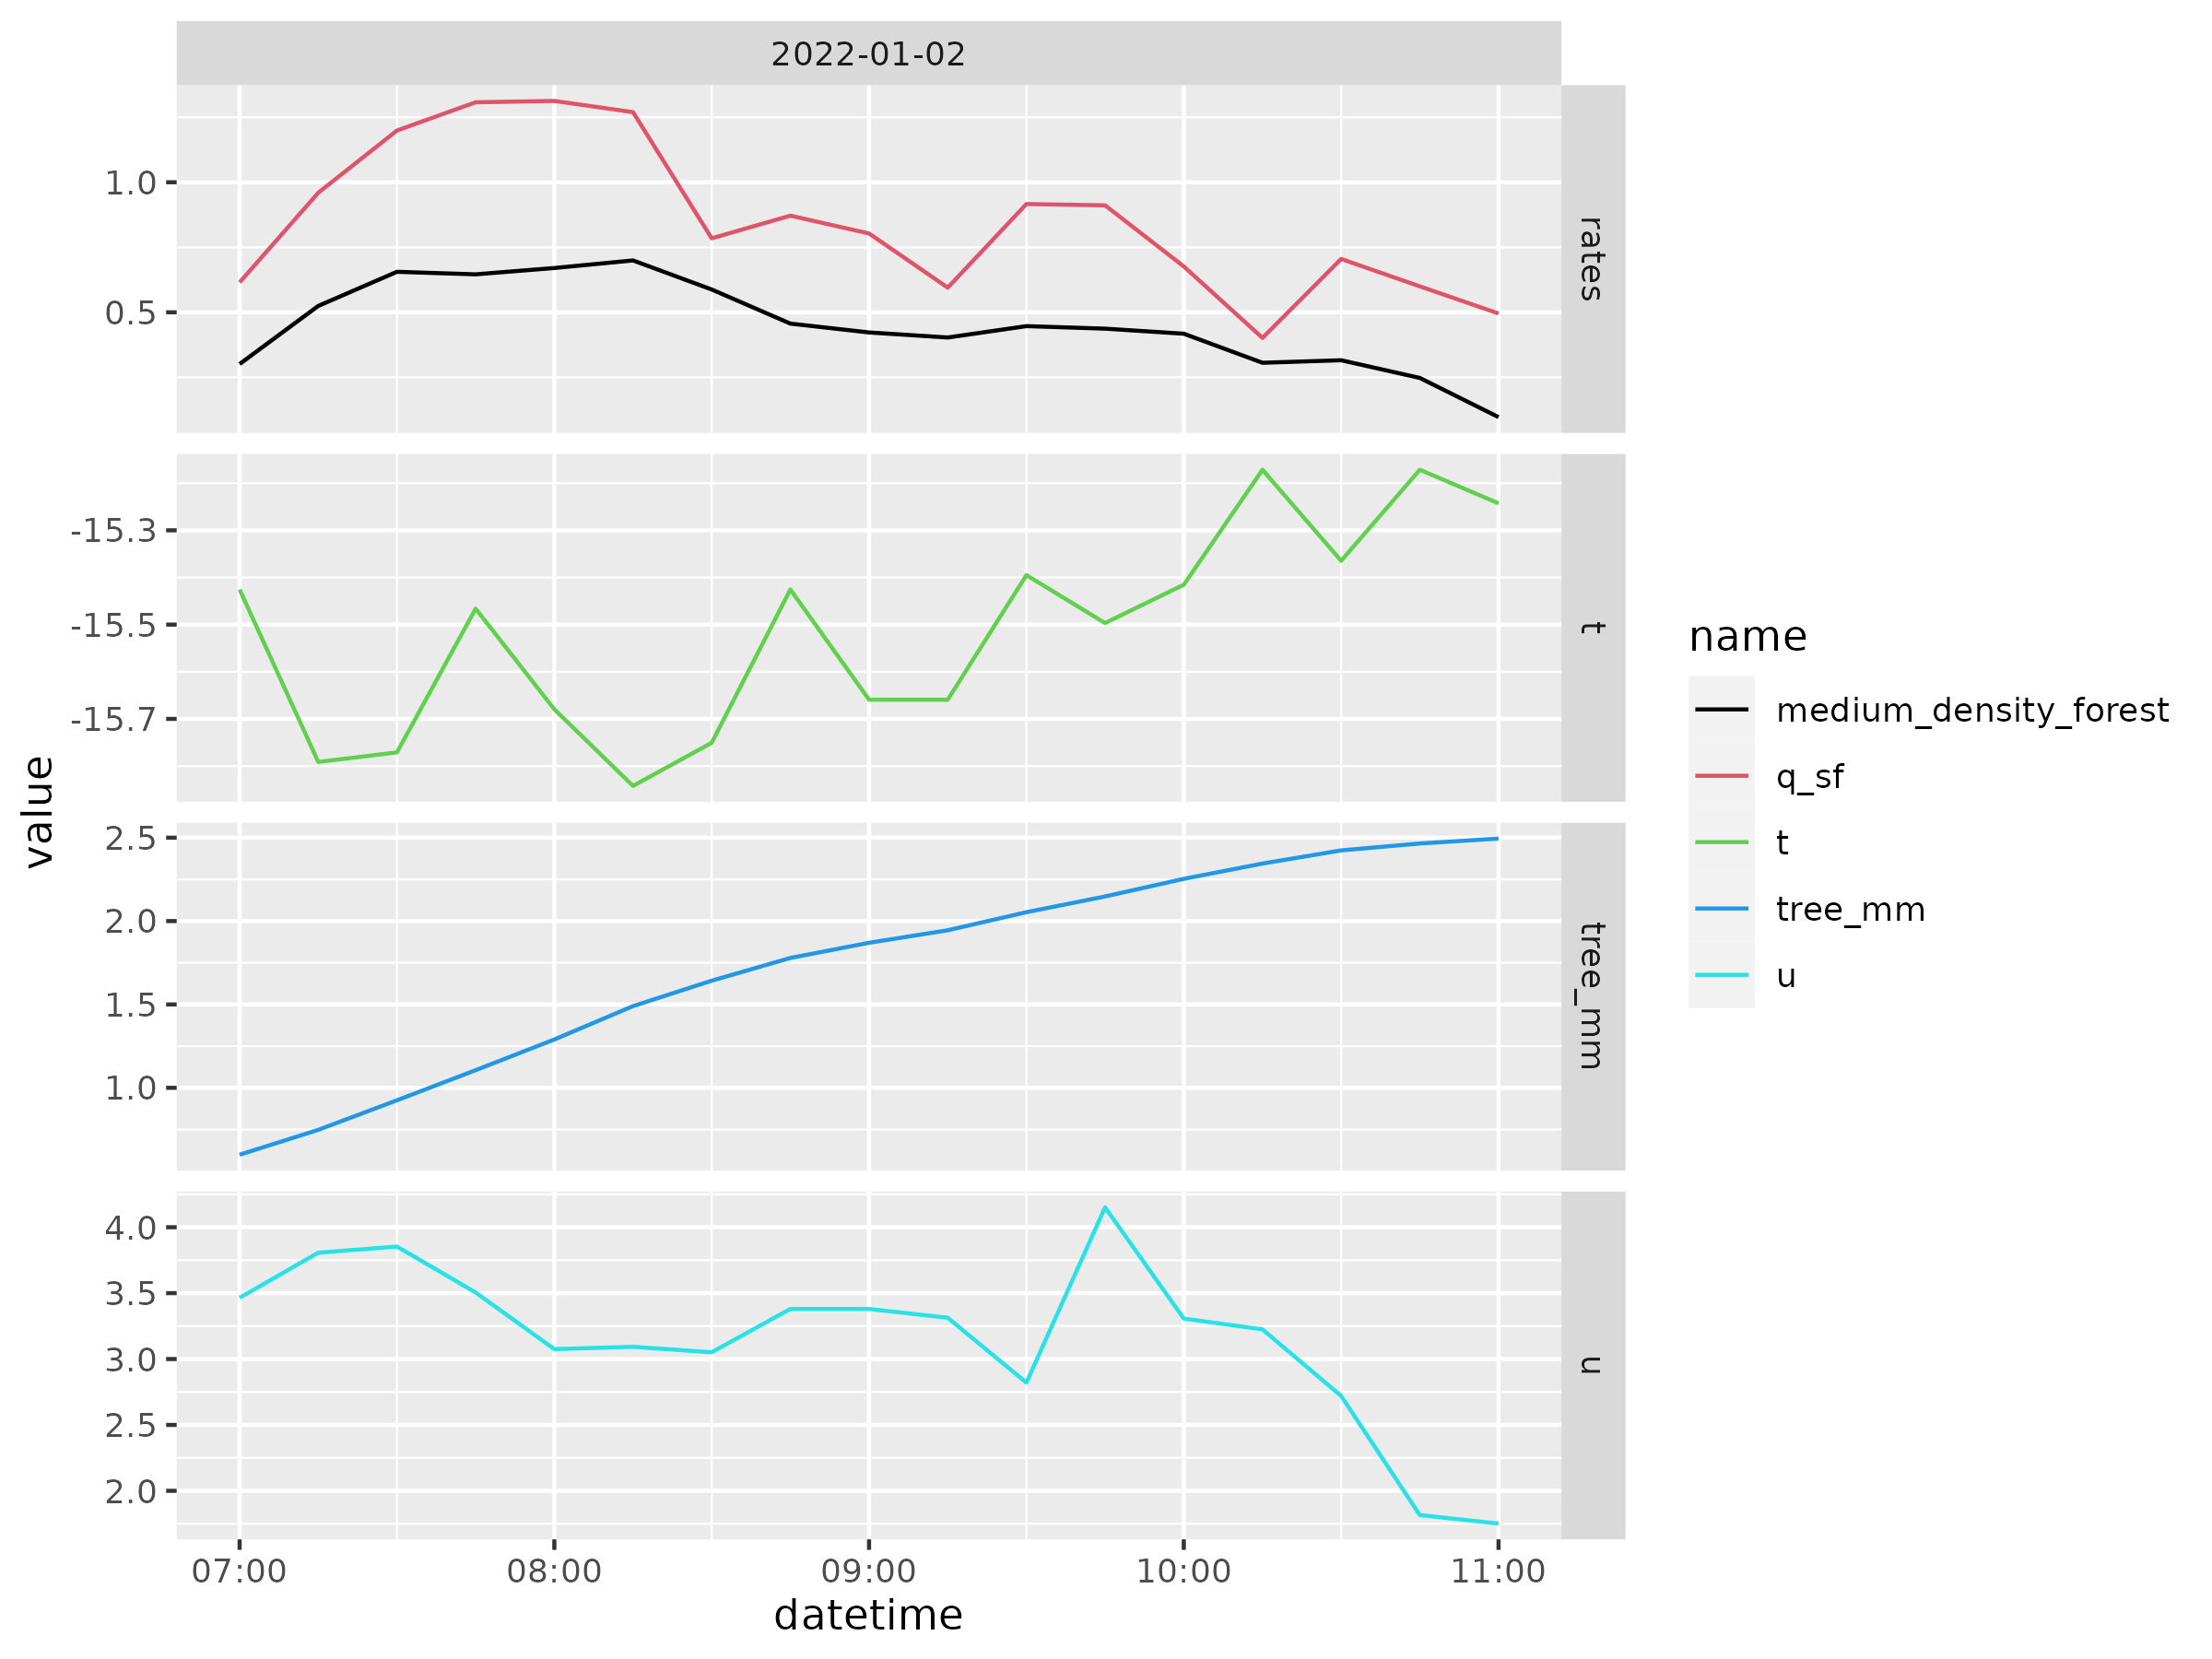 2022-01-02
1.0
0.5
rates
-15.3
-15.5
-15.7
t
2.5
2.0
1.5
1.0
tree_mm
4.0
3.5
3.0
2.5
2.0
u
07:00 08:00 09:00 10:00 11:00
datetime
value
name
medium_density_forest
q_sf
t
tree_mm
u